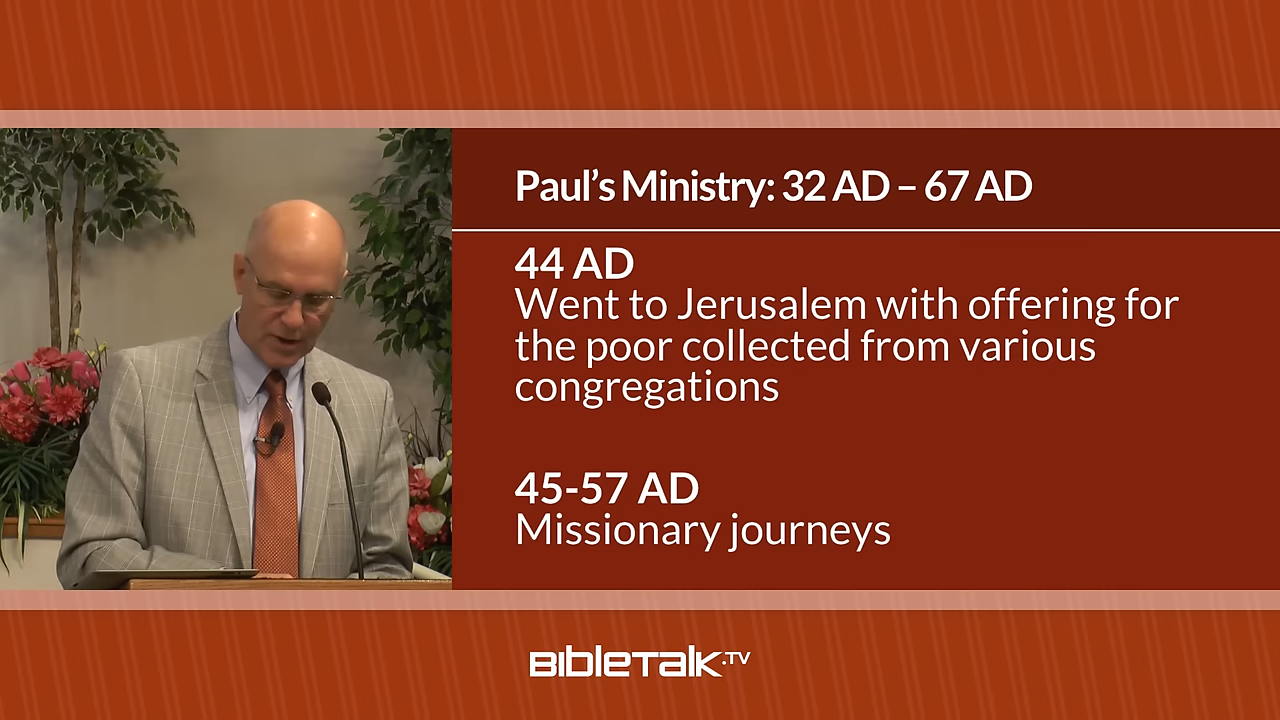 Paul's Ministry: 32 AD – 67 AD
44 AD
Went to Jerusalem with offering for
the poor collected from various
congregations
45-57 AD
Missionary journeys
BibleTalk.TV